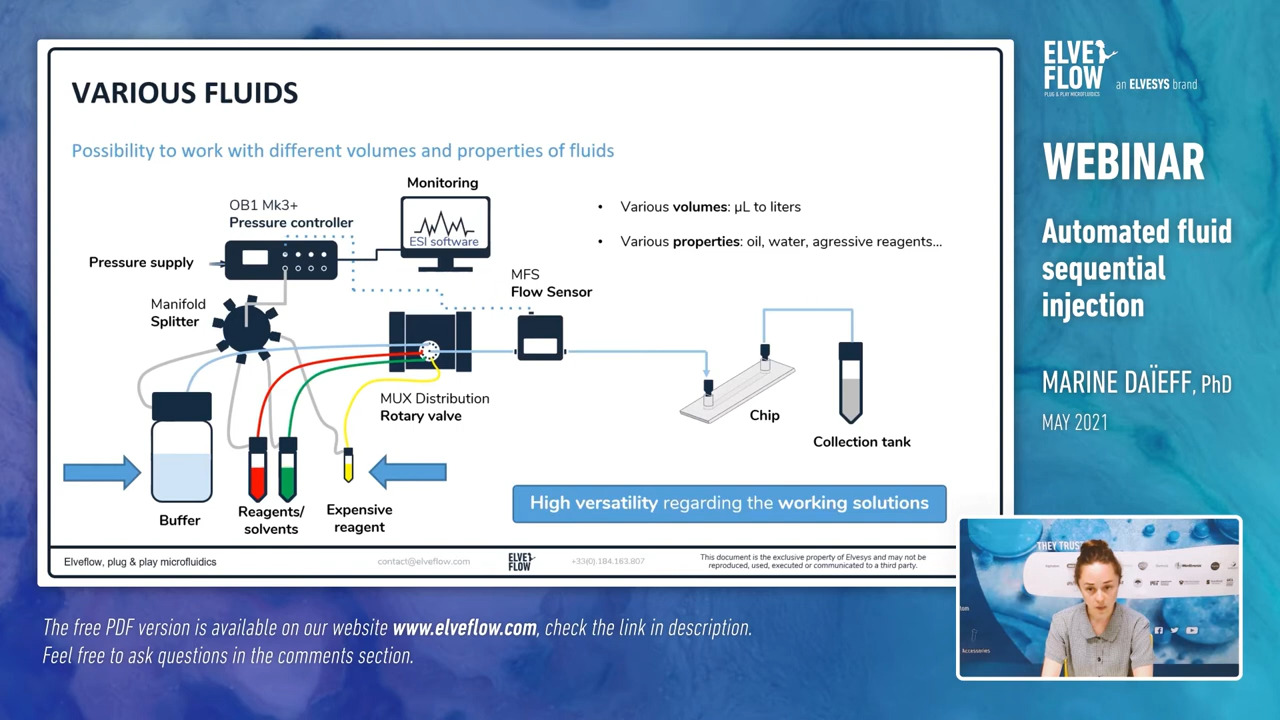 VARIOUS FLUIDS
Possibility to work with different volumes and properties of fluids
Monitoring
OB1 Mk3+
Pressure controller
ESI software
Pressure supply
Manifold
Splitter
MFS
Flow Sensor
MUX Distribution
Rotary valve
• Various volumes: µL to liters
• Various properties: oil, water, agressive reagents...
Chip
Collection tank
Buffer
Reagents/
solvents
Expensive
reagent
High versatility regarding the working solutions
Elveflow, plug & play microfluidics
contact@elveflow.com
ELVE
FLOW
+33(0).184.163.807
This document is the exclusive property of Elvesys and may not be
reproduced, used, executed or communicated to a third party.
ELVE
FLOW
PLUG & PLAY MICROFLUIDICS
an ELVESYS brand
WEBINAR
Automated fluid
sequential
injection
MARINE DAÏEFF, PhD
MAY 2021
THEY TRUST
Accessories
The free PDF version is available on our website www.elveflow.com, check the link in description.
Feel free to ask questions in the comments section.